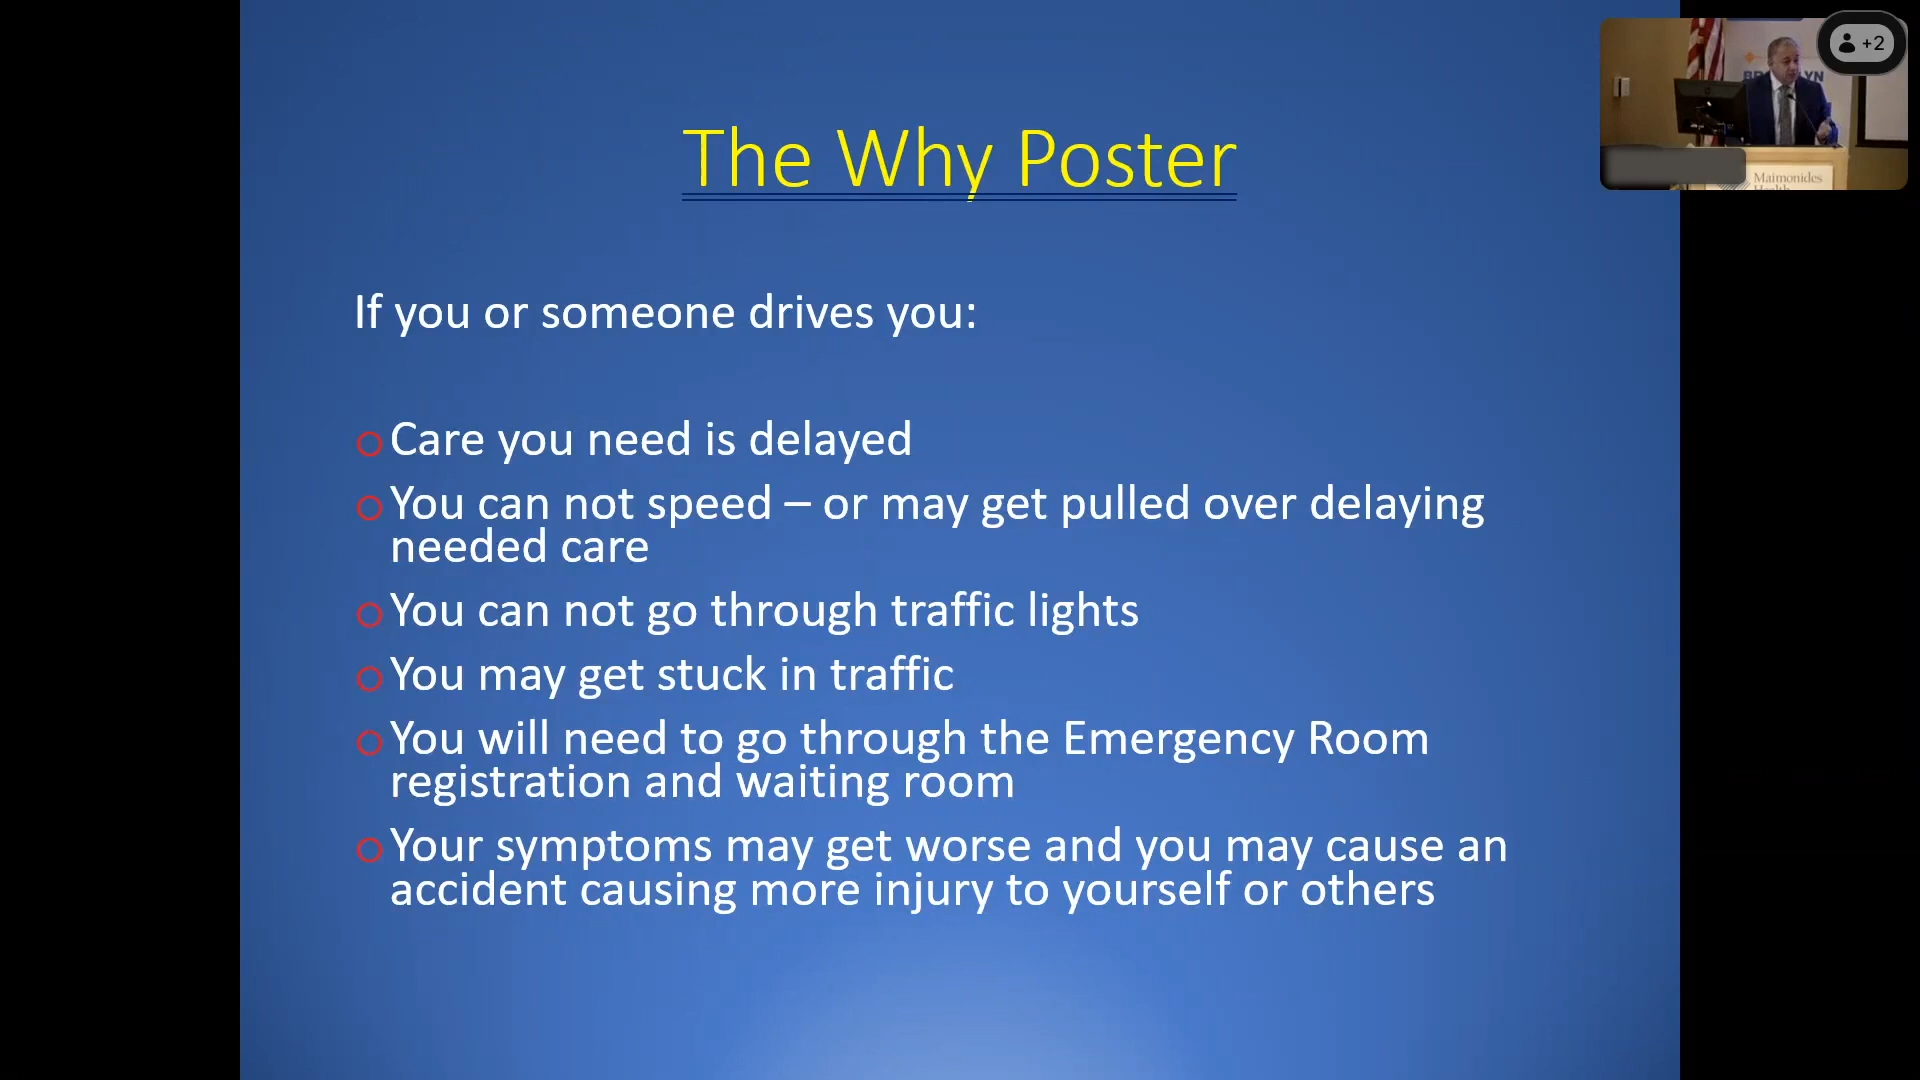 +2
BR
LYN
Maimonides
Health
The Why Poster
If you or someone drives you:
Care you need is delayed
You can not speed – or may get pulled over delaying
needed care
You can not go through traffic lights
You may get stuck in traffic
You will need to go through the Emergency Room
registration and waiting room
Your symptoms may get worse and you may cause an
accident causing more injury to yourself or others